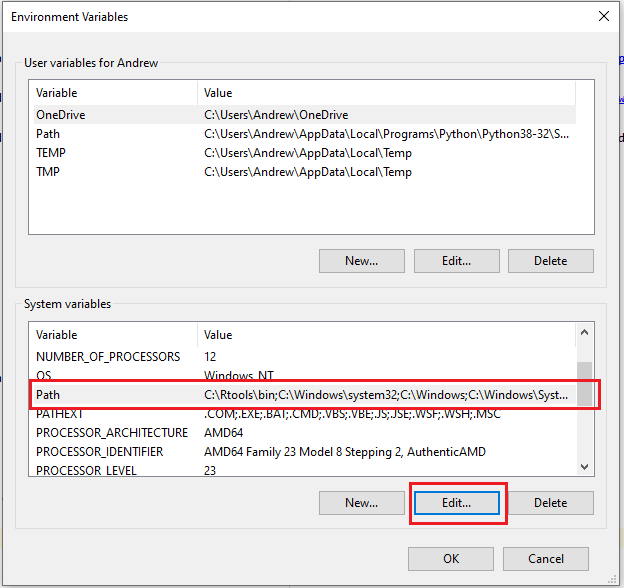 Environment Variables
User variables for Andrew
Variable Value
OneDrive C:\Users\Andrew\OneDrive
Path C:\Users\Andrew\AppData\Local\Programs\Python\Python38-32\S...
TEMP C:\Users\Andrew\AppData\Local\Temp
TMP C:\Users\Andrew\AppData\Local\Temp
New... Edit... Delete
System variables
Variable Value
NUMBER_OF_PROCESSORS 12
OS Windows_NT
Path C:\Rtools\bin;C:\Windows\system32;C:\Windows;C:\Windows\Syst...
PATHEXT .COM;.EXE;.BAT;.CMD;.VBS;.VBE;.JS;.JSE;.WSF;.WSH;.MSC
PROCESSOR_ARCHITECTURE AMD64
PROCESSOR_IDENTIFIER AMD64 Family 23 Model 8 Stepping 2, AuthenticAMD
PROCESSOR_LEVEL 23
New... Edit... Delete
OK Cancel